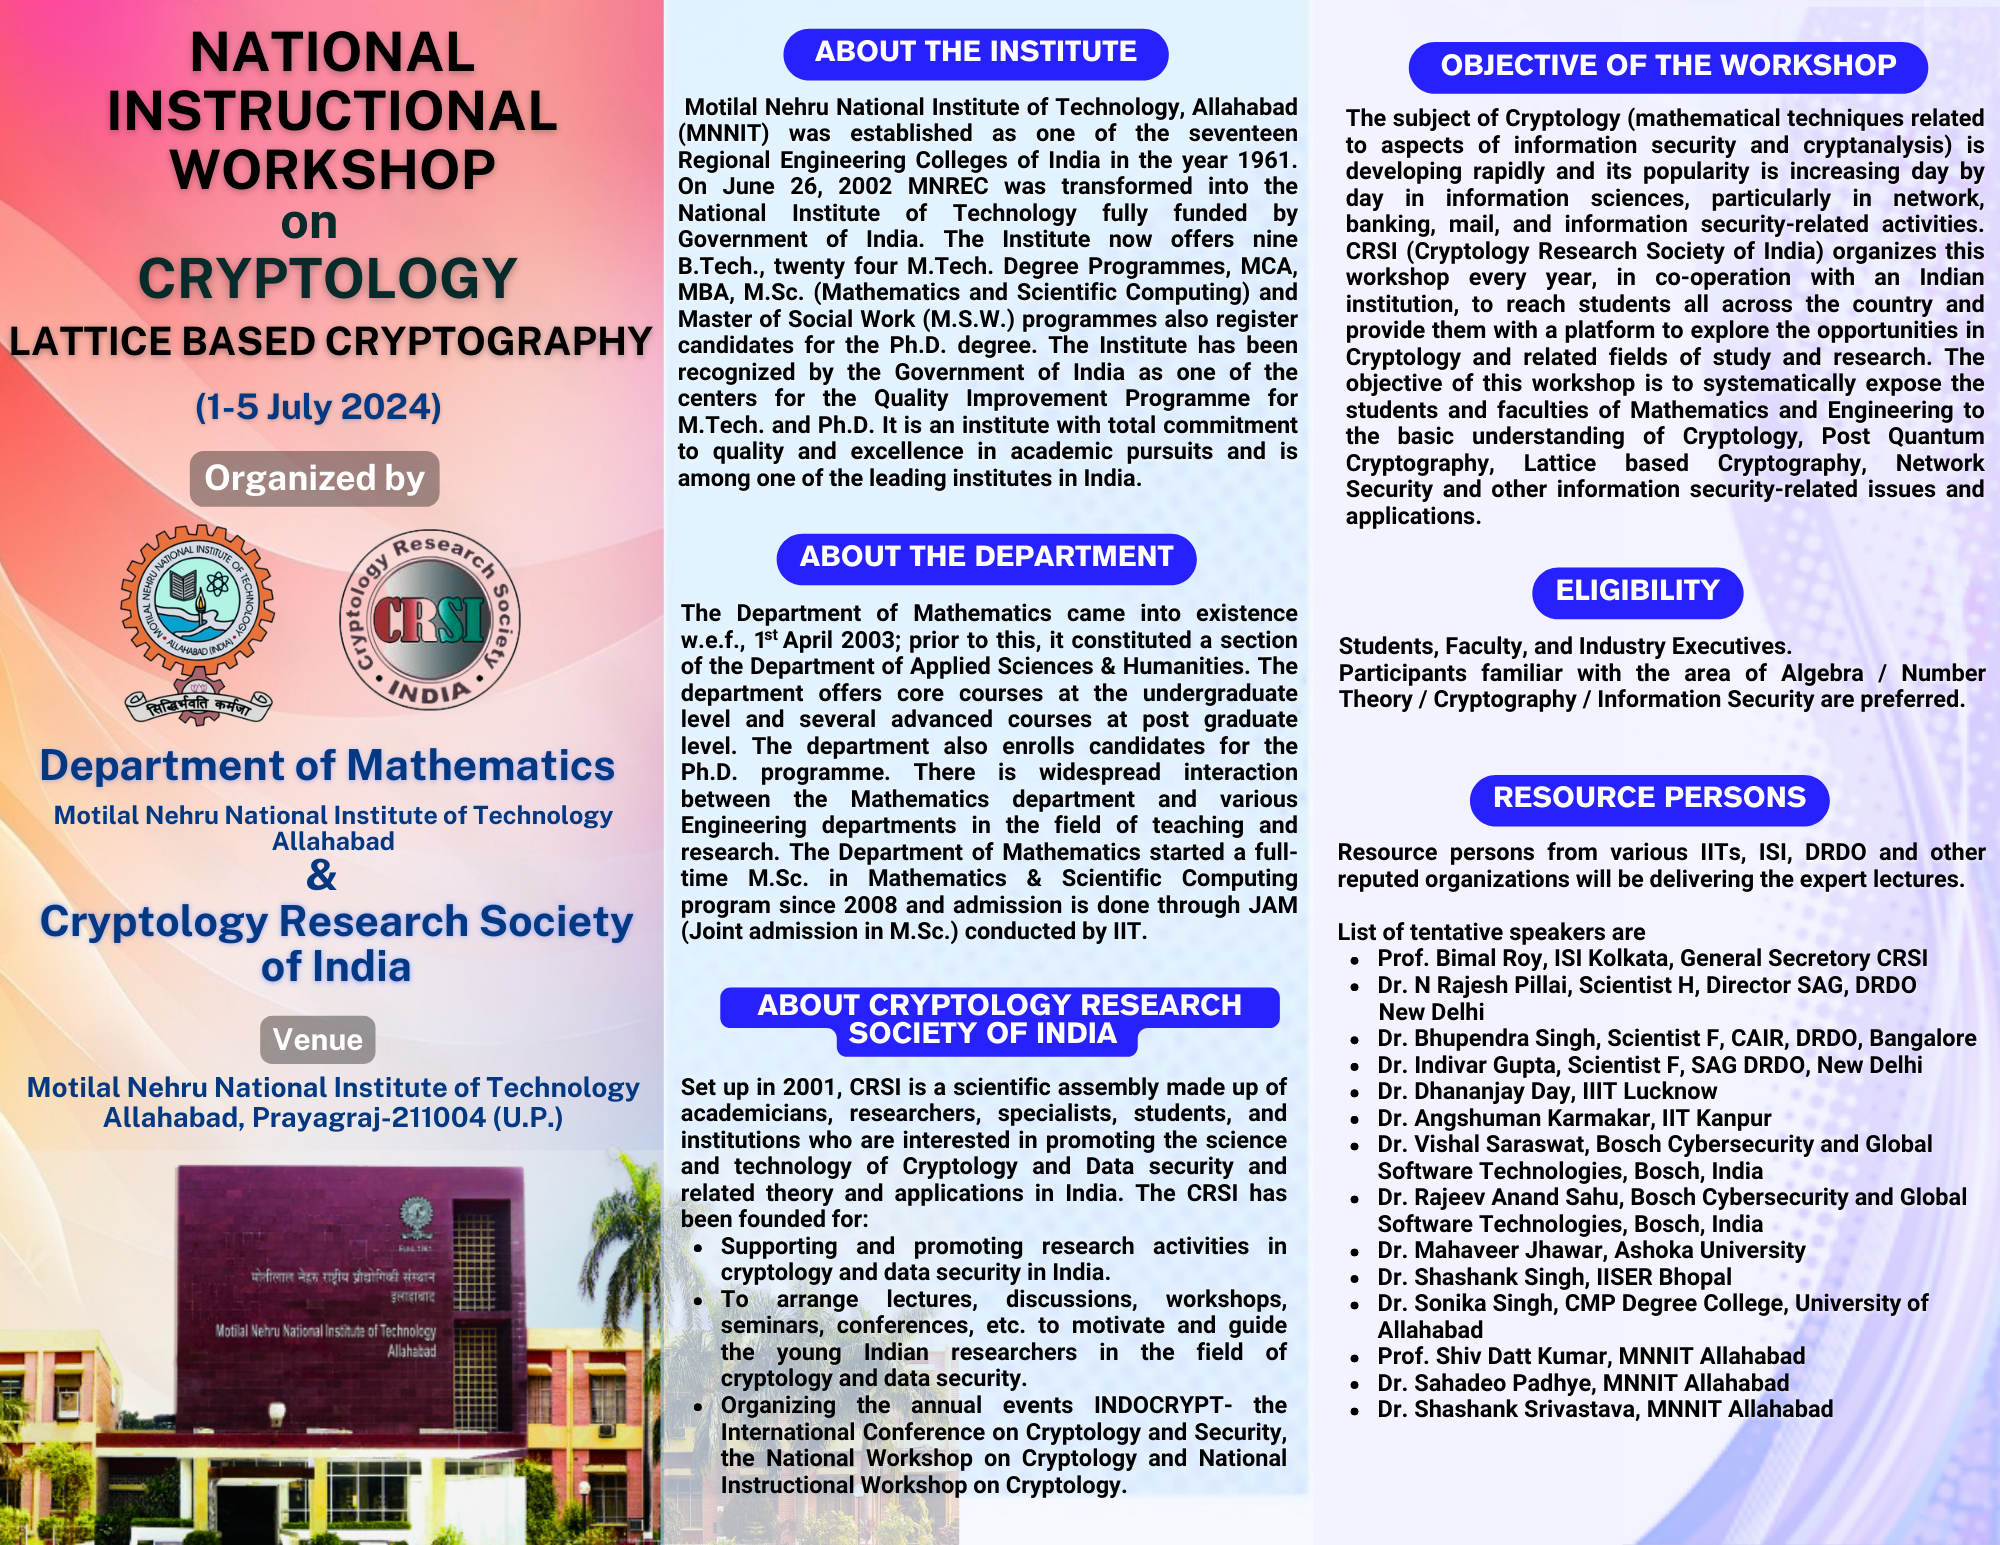 NATIONAL
INSTRUCTIONAL
WORKSHOP
on
CRYPTOLOGY
LATTICE BASED CRYPTOGRAPHY
(1-5 July 2024)
Organized by
MOTILAL NEHRU NATIONAL INSTITUTE OF TECHNOLOGY
ALLAHABAD (INDIA)
सिद्धिर्भवति कर्मजा
Cryptology Research Society
CRSI
INDIA
Department of Mathematics
Motilal Nehru National Institute of Technology
Allahabad
&
Cryptology Research Society
of India
Venue
Motilal Nehru National Institute of Technology
Allahabad, Prayagraj-211004 (U.P.)
मोतीलाल नेहरु राष्ट्रीय प्रौद्योगिकी संस्थान
इलाहाबाद
Motilal Nehru National Institute of Technology
Allahabad
ABOUT THE INSTITUTE
Motilal Nehru National Institute of Technology, Allahabad
(MNNIT) was established as one of the seventeen
Regional Engineering Colleges of India in the year 1961.
On June 26, 2002 MNREC was transformed into the
National Institute of Technology fully funded by
Government of India. The Institute now offers nine
B.Tech., twenty four M.Tech. Degree Programmes, MCA,
MBA, M.Sc. (Mathematics and Scientific Computing) and
Master of Social Work (M.S.W.) programmes also register
candidates for the Ph.D. degree. The Institute has been
recognized by the Government of India as one of the
centers for the Quality Improvement Programme for
M.Tech. and Ph.D. It is an institute with total commitment
to quality and excellence in academic pursuits and is
among one of the leading institutes in India.
ABOUT THE DEPARTMENT
The Department of Mathematics came into existence
w.e.f., 1st April 2003; prior to this, it constituted a section
of the Department of Applied Sciences & Humanities. The
department offers core courses at the undergraduate
level and several advanced courses at post graduate
level. The department also enrolls candidates for the
Ph.D. programme. There is widespread interaction
between the Mathematics department and various
Engineering departments in the field of teaching and
research. The Department of Mathematics started a full-
time M.Sc. in Mathematics & Scientific Computing
program since 2008 and admission is done through JAM
(Joint admission in M.Sc.) conducted by IIT.
ABOUT CRYPTOLOGY RESEARCH
SOCIETY OF INDIA
Set up in 2001, CRSI is a scientific assembly made up of
academicians, researchers, specialists, students, and
institutions who are interested in promoting the science
and technology of Cryptology and Data security and
related theory and applications in India. The CRSI has
been founded for:
• Supporting and promoting research activities in
cryptology and data security in India.
• To arrange lectures, discussions, workshops,
seminars, conferences, etc. to motivate and guide
the young Indian researchers in the field of
cryptology and data security.
• Organizing the annual events INDOCRYPT- the
International Conference on Cryptology and Security,
the National Workshop on Cryptology and National
Instructional Workshop on Cryptology.
OBJECTIVE OF THE WORKSHOP
The subject of Cryptology (mathematical techniques related
to aspects of information security and cryptanalysis) is
developing rapidly and its popularity is increasing day by
day in information sciences, particularly in network,
banking, mail, and information security-related activities.
CRSI (Cryptology Research Society of India) organizes this
workshop every year, in co-operation with an Indian
institution, to reach students all across the country and
provide them with a platform to explore the opportunities in
Cryptology and related fields of study and research. The
objective of this workshop is to systematically expose the
students and faculties of Mathematics and Engineering to
the basic understanding of Cryptology, Post Quantum
Cryptography, Lattice based Cryptography, Network
Security and other information security-related issues and
applications.
ELIGIBILITY
Students, Faculty, and Industry Executives.
Participants familiar with the area of Algebra / Number
Theory / Cryptography / Information Security are preferred.
RESOURCE PERSONS
Resource persons from various IITs, ISI, DRDO and other
reputed organizations will be delivering the expert lectures.
List of tentative speakers are
• Prof. Bimal Roy, ISI Kolkata, General Secretory CRSI
• Dr. N Rajesh Pillai, Scientist H, Director SAG, DRDO
New Delhi
• Dr. Bhupendra Singh, Scientist F, CAIR, DRDO, Bangalore
• Dr. Indivar Gupta, Scientist F, SAG DRDO, New Delhi
• Dr. Dhananjay Day, IIIT Lucknow
• Dr. Angshuman Karmakar, IIT Kanpur
• Dr. Vishal Saraswat, Bosch Cybersecurity and Global
Software Technologies, Bosch, India
• Dr. Rajeev Anand Sahu, Bosch Cybersecurity and Global
Software Technologies, Bosch, India
• Dr. Mahaveer Jhawar, Ashoka University
• Dr. Shashank Singh, IISER Bhopal
• Dr. Sonika Singh, CMP Degree College, University of
Allahabad
• Prof. Shiv Datt Kumar, MNNIT Allahabad
• Dr. Sahadeo Padhye, MNNIT Allahabad
• Dr. Shashank Srivastava, MNNIT Allahabad